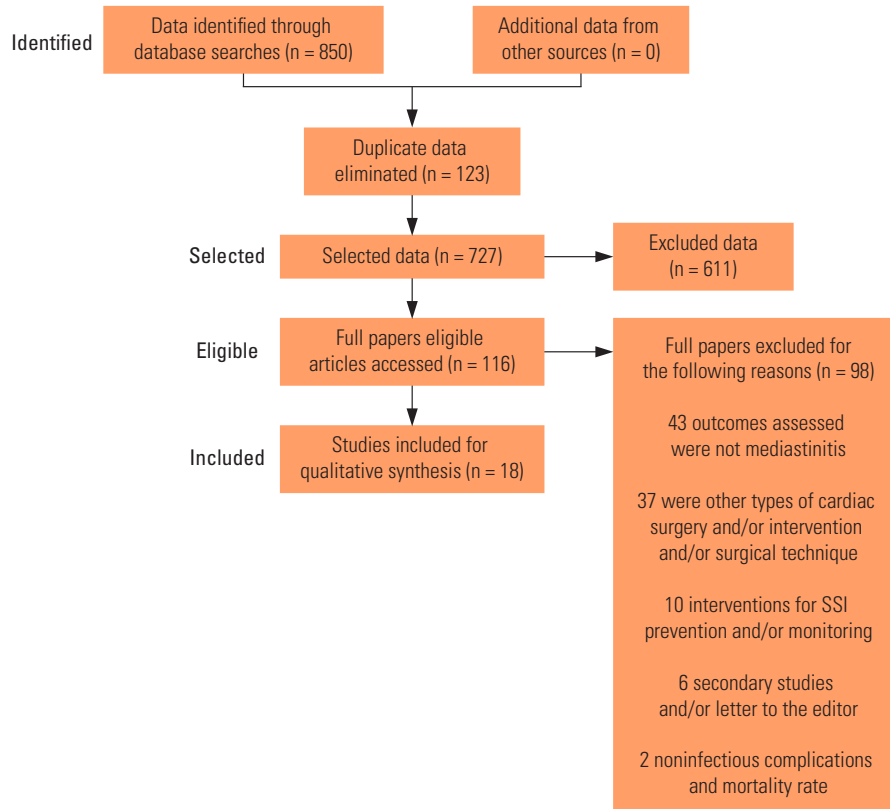 Identified
Data identified through
database searches (n = 850)
Additional data from
other sources (n = 0)
Duplicate data
eliminated (n = 123)
Selected
Selected data (n = 727)
Excluded data
(n = 611)
Eligible
Full papers eligible
articles accessed (n = 116)
Full papers excluded for
the following reasons (n = 98)
43 outcomes assessed
were not mediastinitis
37 were other types of cardiac
surgery and/or intervention
and/or surgical technique
10 interventions for SSI
prevention and/or monitoring
6 secondary studies
and/or letter to the editor
2 noninfectious complications
and mortality rate
Included
Studies included for
qualitative synthesis (n = 18)